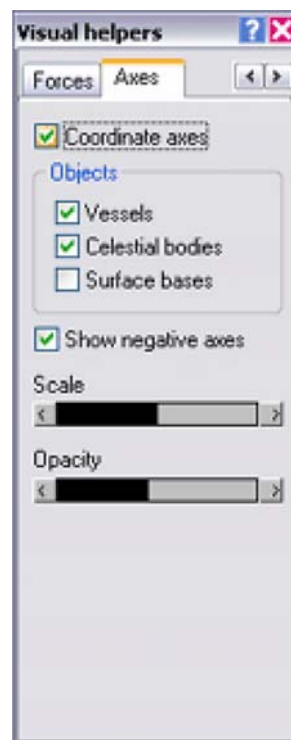 Visual helpers
Forces Axes
Coordinate axes
Objects
Vessels
Celestial bodies
Surface bases
Show negative axes
Scale
Opacity